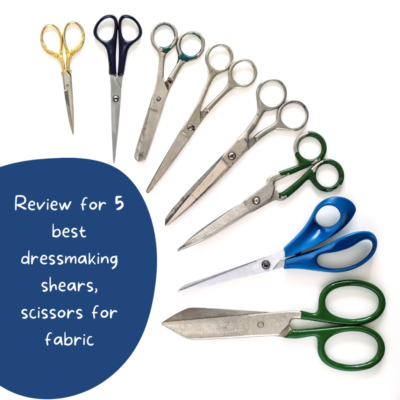 Review for 5
best
dressmaking
shears,
scissors for
fabric